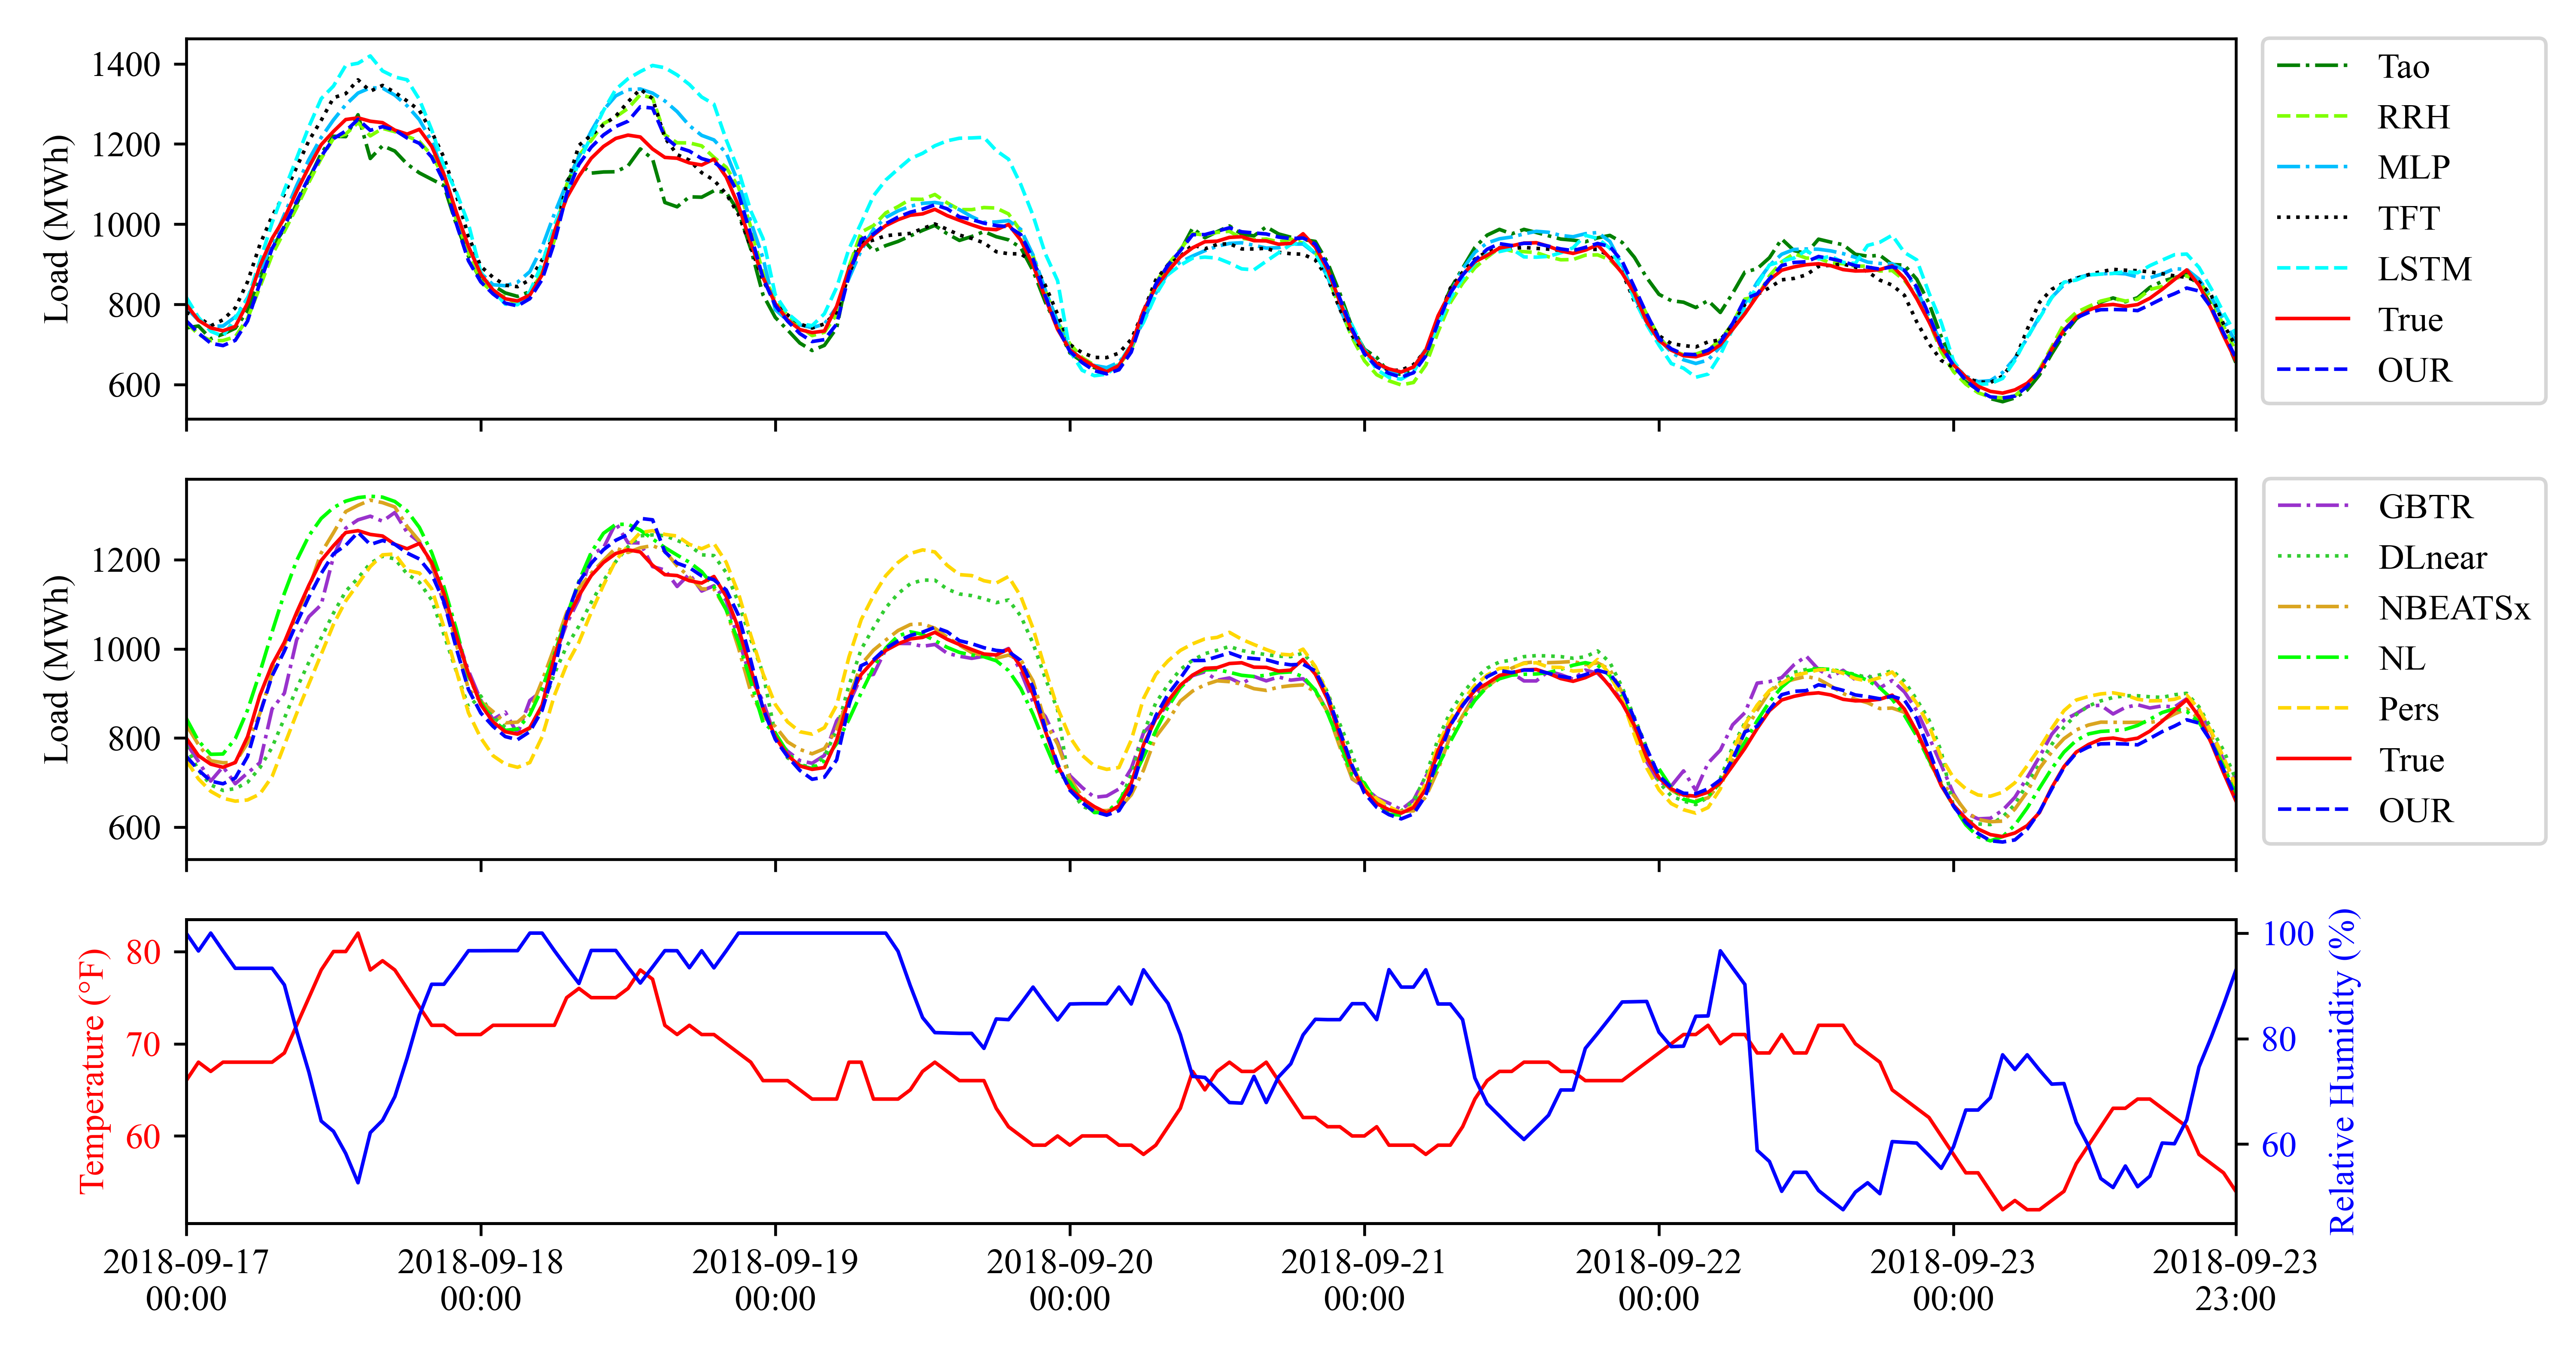 Load (MWh)
1400
1200
1000
800
600
Tao
RRH
MLP
TFT
LSTM
True
OUR
Load (MWh)
1200
1000
800
600
GBTR
DLnear
NBEATSx
NL
Pers
True
OUR
Temperature (°F)
80
70
60
100
80
60
Relative Humidity (%)
2018-09-17
00:00
2018-09-18
00:00
2018-09-19
00:00
2018-09-20
00:00
2018-09-21
00:00
2018-09-22
00:00
2018-09-23
00:00
2018-09-23
23:00